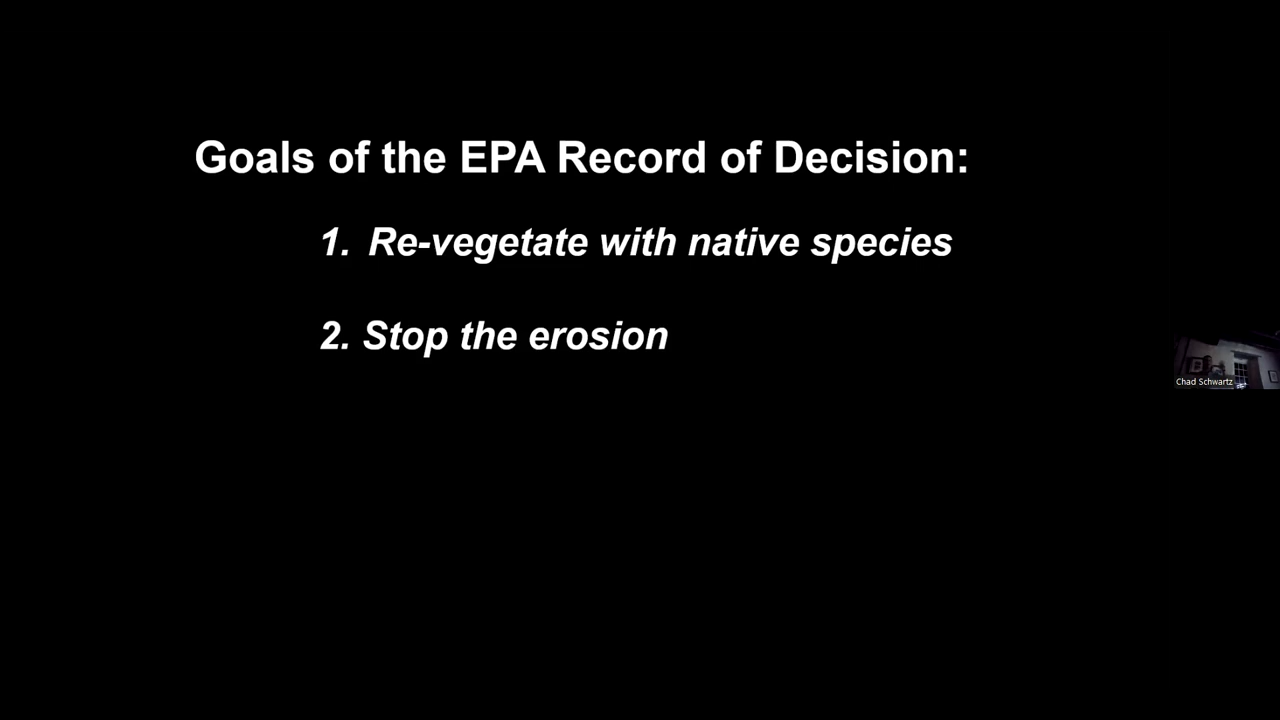 Goals of the EPA Record of Decision:
1. Re-vegetate with native species
2. Stop the erosion
Chad Schwartz